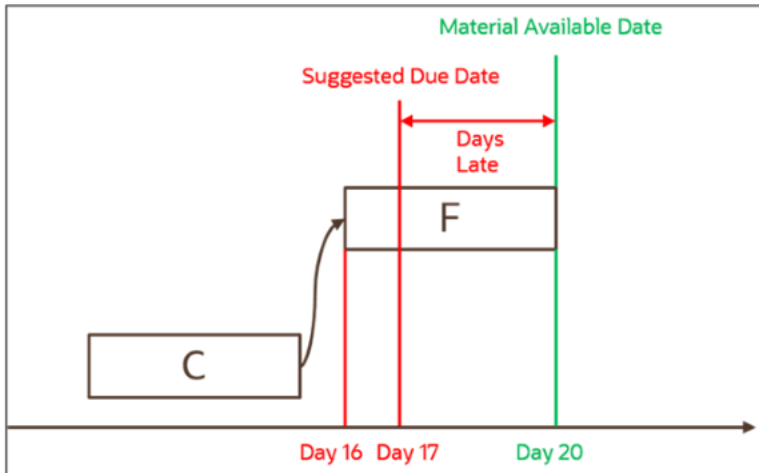 Material Available Date
Suggested Due Date
Days
Late
F
C
Day 16 Day 17 Day 20